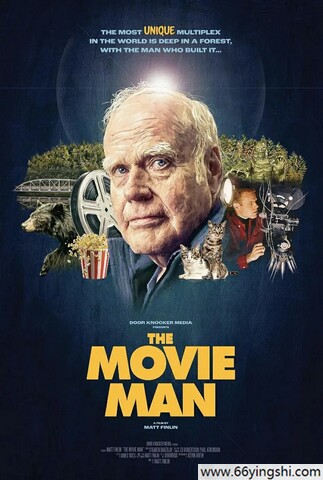 THE MOST UNIQUE MULTIPLEX
IN THE WORLD IS DEEP IN A FOREST,
WITH THE MAN WHO BUILT IT...
DOOR KNOCKER MEDIA
PRESENTS
THE
MOVIE
MAN
A FILM BY
MATT FINLIN
www.66yingshi.com